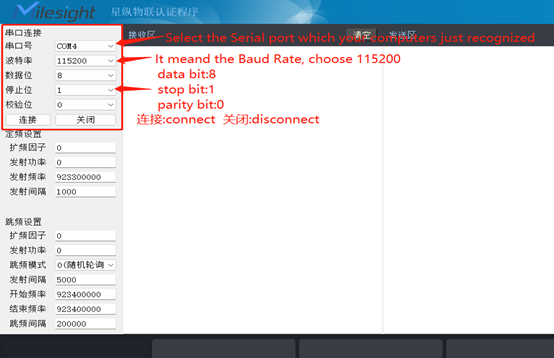 Milesight 星纵物联认证程序
串口连接
串口号 COM4
波特率 115200
数据位 8
停止位 1
校验位 0
连接 关闭
定频设置
扩频因子 0
发射功率 0
发射频率 923300000
发射间隔 1000
跳频设置
扩频因子 0
发射功率 0
跳频模式 0(随机轮询
发射间隔 5000
开始频率 923400000
结束频率 923400000
跳频间隔 200000
接收区 清空 发送区
Select the Serial port which your computers just recognized
It meand the Baud Rate, choose 115200
data bit:8
stop bit:1
parity bit:0
连接:connect 关闭:disconnect